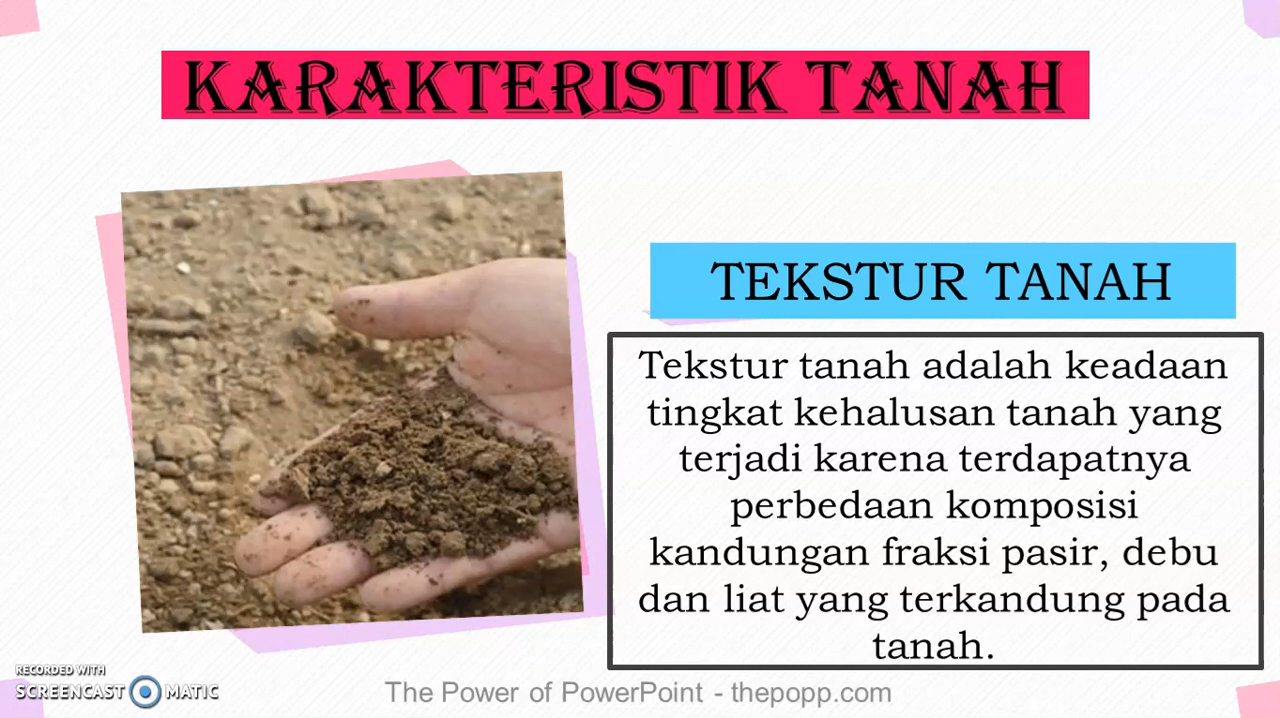 KARAKTERISTIK TANAH
TEKSTUR TANAH
Tekstur tanah adalah keadaan
tingkat kehalusan tanah yang
terjadi karena terdapatnya
perbedaan komposisi
kandungan fraksi pasir, debu
dan liat yang terkandung pada
tanah.
RECORDED WITH
SCREENCAST MATIC
The Power of PowerPoint - thepopp.com